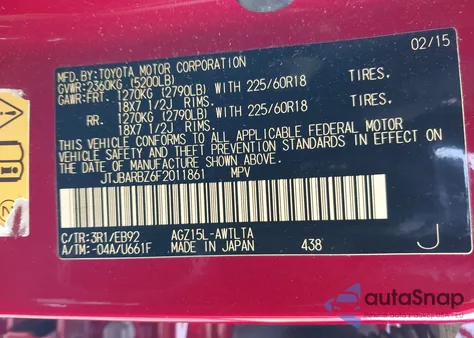 MFD.BY:TOYOTA MOTOR CORPORATION 02/15
GVWR:2360KG (5200LB)
GAWR:FRT. 1270KG (2790LB) WITH 225/60R18 TIRES.
18X7 1/2J RIMS.
RR. 1270KG (2790LB) WITH 225/60R18 TIRES.
18X7 1/2J RIMS.
THIS VEHICLE CONFORMS TO ALL APPLICABLE FEDERAL MOTOR
VEHICLE SAFETY AND THEFT PREVENTION STANDARDS IN EFFECT ON
THE DATE OF MANUFACTURE SHOWN ABOVE.
JTJBARBZ6F2011861 MPV
C/TR:3R1/EB92 AGZ15L-AWTLTA
A/TM:-04A/U661F MADE IN JAPAN 438 J
autoSnap